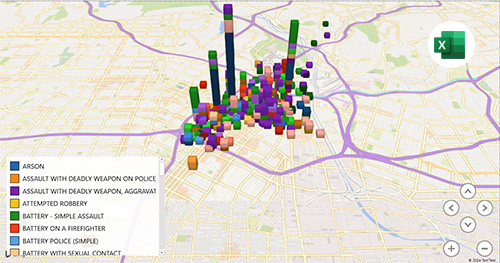 X
ARSON
ASSAULT WITH DEADLY WEAPON ON POLICE
ASSAULT WITH DEADLY WEAPON, AGGRAVAT
ATTEMPTED ROBBERY
BATTERY - SIMPLE ASSAULT
BATTERY ON A FIREFIGHTER
BATTERY POLICE (SIMPLE)
BATTERY WITH SEXUAL CONTACT
© 2024 TomTom